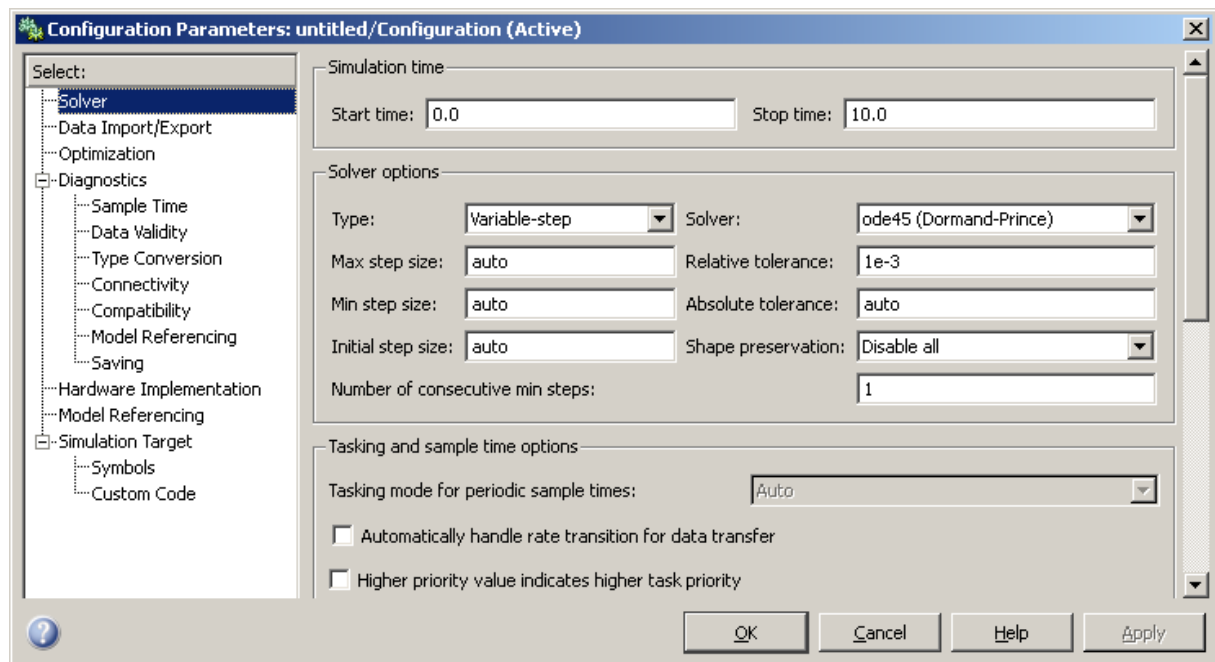 Configuration Parameters: untitled/Configuration (Active)
Select:
Solver
Data Import/Export
Optimization
Diagnostics
Sample Time
Data Validity
Type Conversion
Connectivity
Compatibility
Model Referencing
Saving
Hardware Implementation
Model Referencing
Simulation Target
Symbols
Custom Code
Simulation time
Start time: 0.0 Stop time: 10.0
Solver options
Type: Variable-step Solver: ode45 (Dormand-Prince)
Max step size: auto Relative tolerance: 1e-3
Min step size: auto Absolute tolerance: auto
Initial step size: auto Shape preservation: Disable all
Number of consecutive min steps: 1
Tasking and sample time options
Tasking mode for periodic sample times: Auto
Automatically handle rate transition for data transfer
Higher priority value indicates higher task priority
? OK Cancel Help Apply